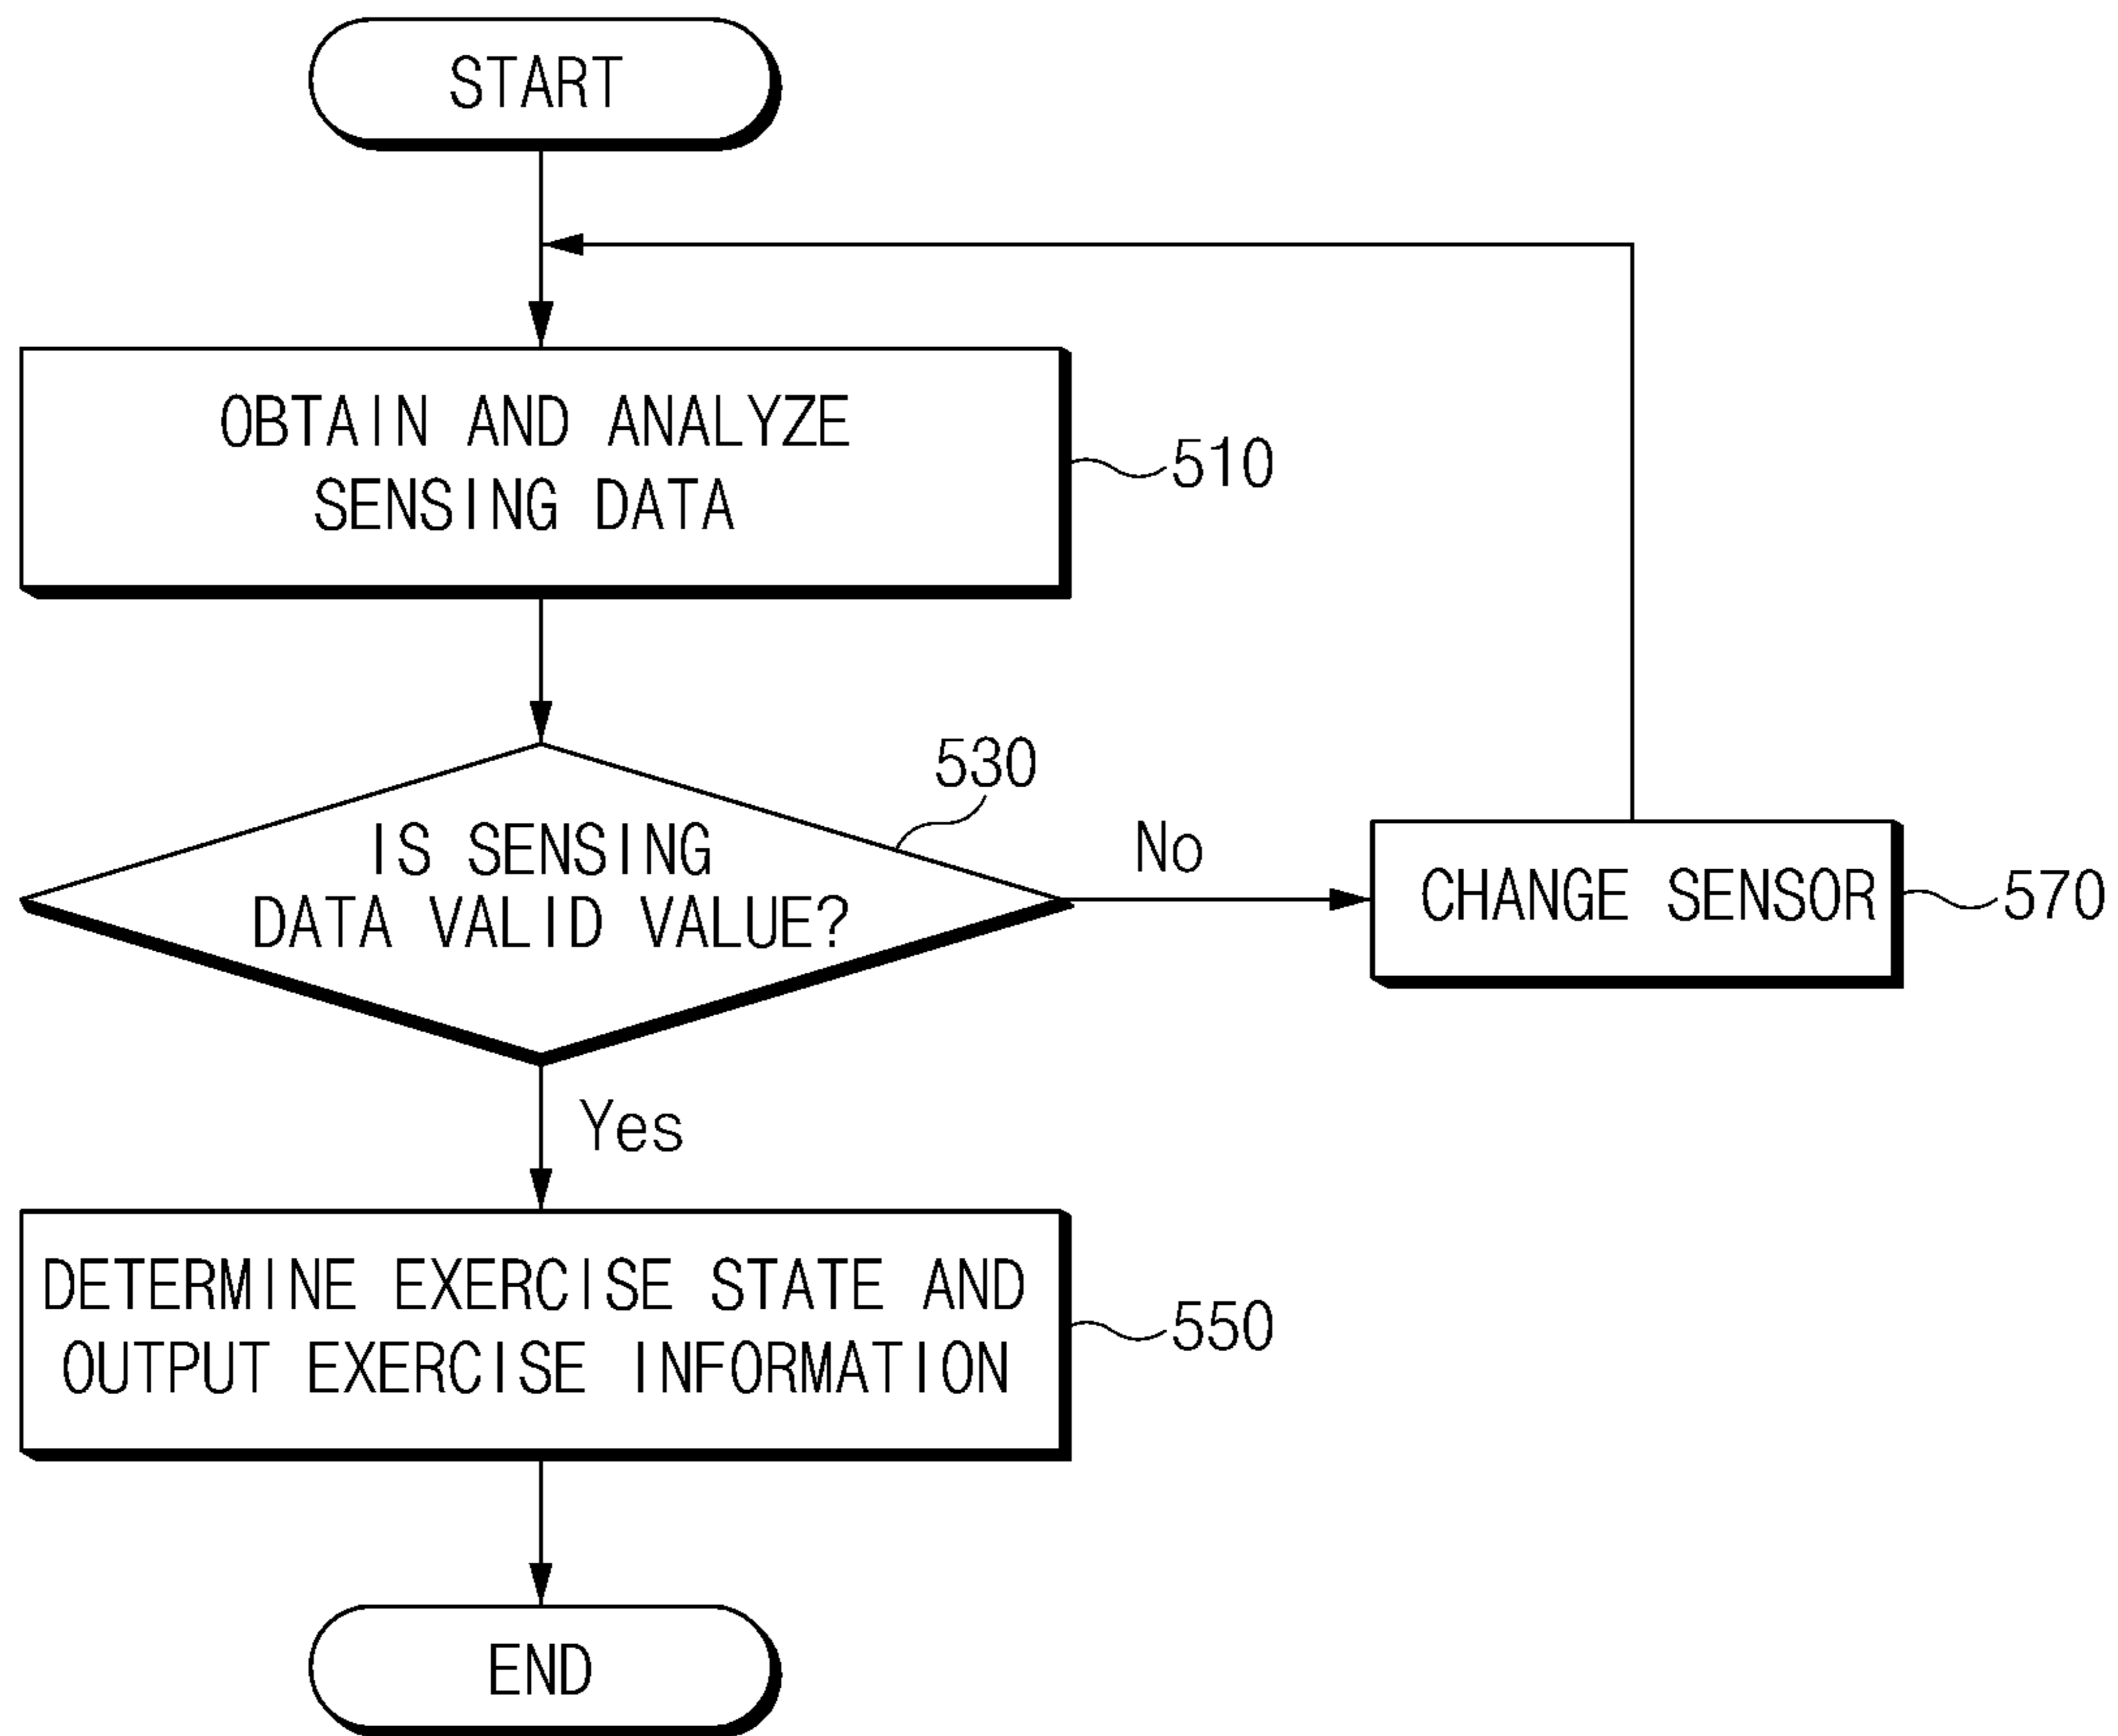 START
OBTAIN AND ANALYZE
SENSING DATA
510
530
IS SENSING
DATA VALID VALUE?
No
CHANGE SENSOR
570
Yes
DETERMINE EXERCISE STATE AND
OUTPUT EXERCISE INFORMATION
550
END